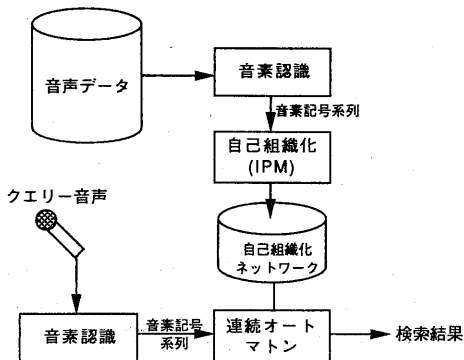 音声データ
音素認識
音素記号系列
自己組織化
(IPM)
クエリー音声
自己組織化
ネットワーク
音素認識
音素記号
系列
連続オート
マトン
検索結果